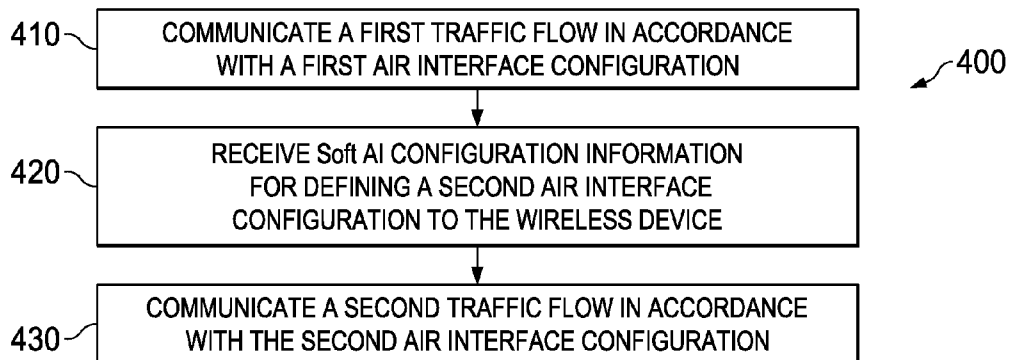 410
COMMUNICATE A FIRST TRAFFIC FLOW IN ACCORDANCE
WITH A FIRST AIR INTERFACE CONFIGURATION
400
420
RECEIVE Soft AI CONFIGURATION INFORMATION
FOR DEFINING A SECOND AIR INTERFACE
CONFIGURATION TO THE WIRELESS DEVICE
430
COMMUNICATE A SECOND TRAFFIC FLOW IN ACCORDANCE
WITH THE SECOND AIR INTERFACE CONFIGURATION